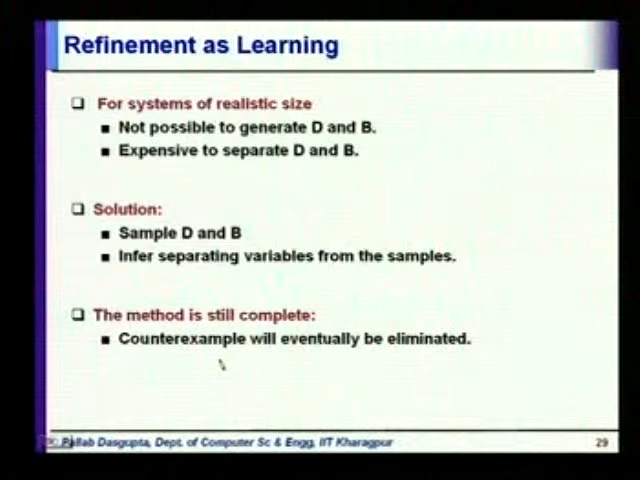 Refinement as Learning
For systems of realistic size
Not possible to generate D and B.
Expensive to separate D and B.
Solution:
Sample D and B
Infer separating variables from the samples.
The method is still complete:
Counterexample will eventually be eliminated.
Pallab Dasgupta, Dept. of Computer Sc & Engg, IIT Kharagpur
29